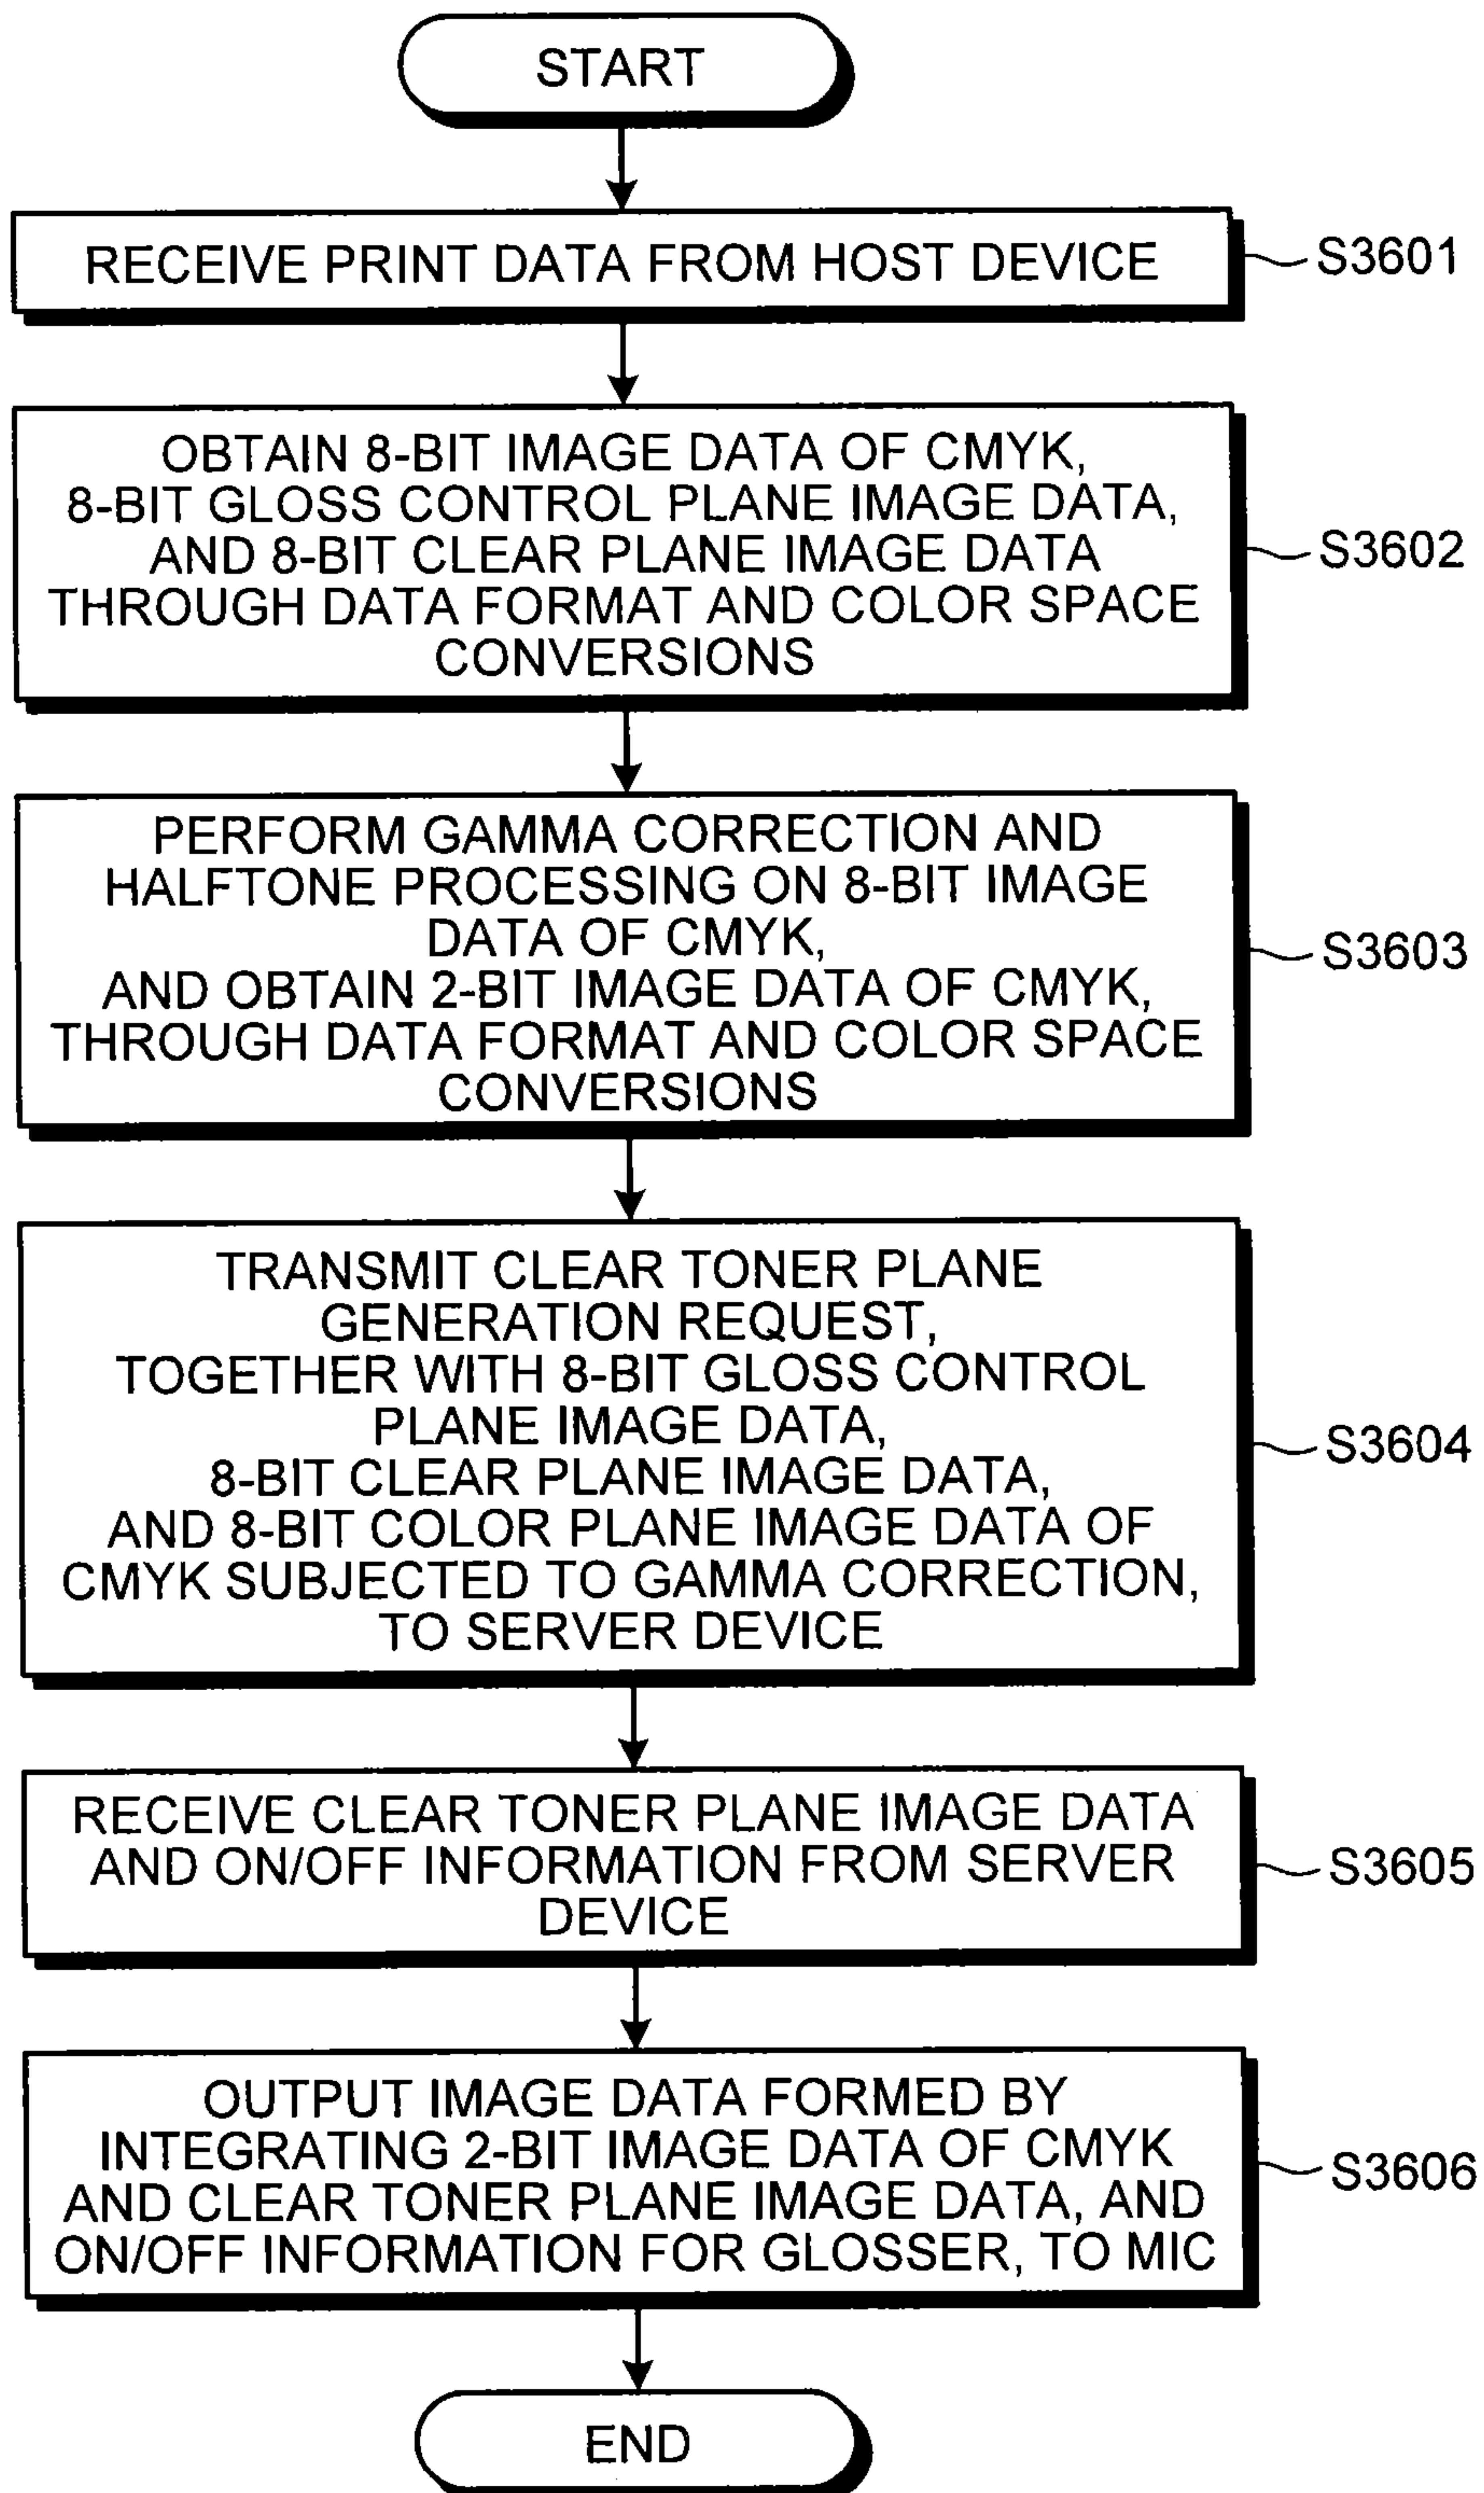 START
RECEIVE PRINT DATA FROM HOST DEVICE
S3601
OBTAIN 8-BIT IMAGE DATA OF CMYK,
8-BIT GLOSS CONTROL PLANE IMAGE DATA,
AND 8-BIT CLEAR PLANE IMAGE DATA
THROUGH DATA FORMAT AND COLOR SPACE
CONVERSIONS
S3602
PERFORM GAMMA CORRECTION AND
HALFTONE PROCESSING ON 8-BIT IMAGE
DATA OF CMYK,
AND OBTAIN 2-BIT IMAGE DATA OF CMYK,
THROUGH DATA FORMAT AND COLOR SPACE
CONVERSIONS
S3603
TRANSMIT CLEAR TONER PLANE
GENERATION REQUEST,
TOGETHER WITH 8-BIT GLOSS CONTROL
PLANE IMAGE DATA,
8-BIT CLEAR PLANE IMAGE DATA,
AND 8-BIT COLOR PLANE IMAGE DATA OF
CMYK SUBJECTED TO GAMMA CORRECTION,
TO SERVER DEVICE
S3604
RECEIVE CLEAR TONER PLANE IMAGE DATA
AND ON/OFF INFORMATION FROM SERVER
DEVICE
S3605
OUTPUT IMAGE DATA FORMED BY
INTEGRATING 2-BIT IMAGE DATA OF CMYK
AND CLEAR TONER PLANE IMAGE DATA, AND
ON/OFF INFORMATION FOR GLOSSER, TO MIC
S3606
END